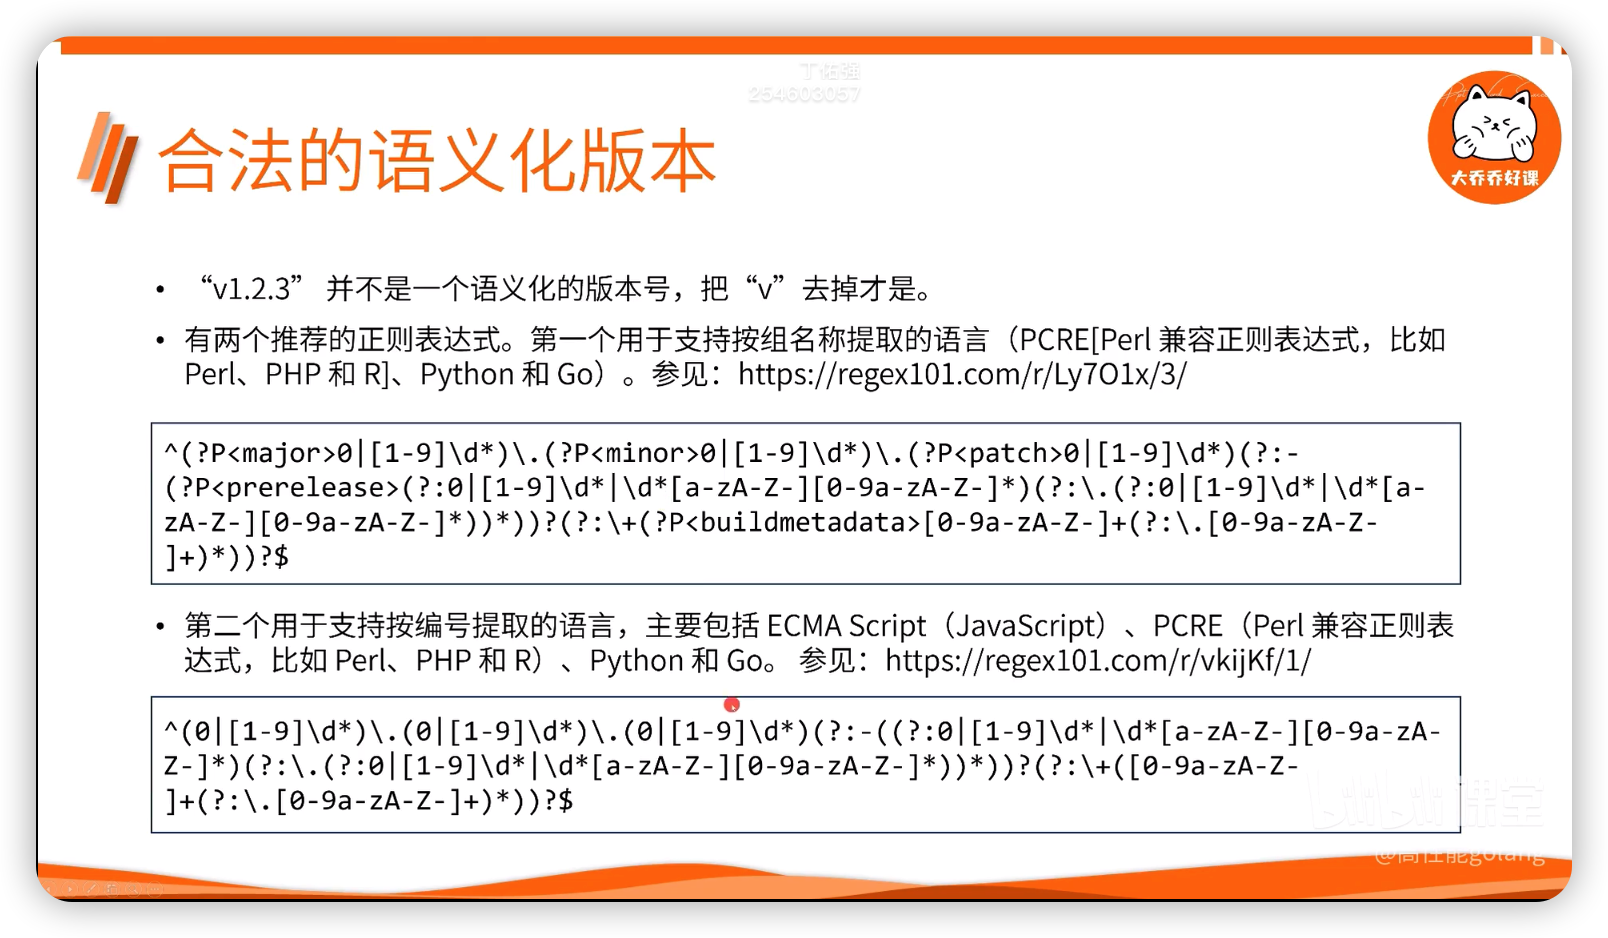 丁佑强
254603057
合法的语义化版本
大乔乔好课
• “v1.2.3” 并不是一个语义化的版本号，把“v”去掉才是。
• 有两个推荐的正则表达式。第一个用于支持按组名称提取的语言（PCRE[Perl 兼容正则表达式，比如
Perl、PHP 和 R]、Python 和 Go）。参见：https://regex101.com/r/Ly7O1x/3/
^(?P<major>0|[1-9]\d*)\.(?P<minor>0|[1-9]\d*)\.(?P<patch>0|[1-9]\d*)(?:-
(?P<prerelease>(?:0|[1-9]\d*|\d*[a-zA-Z-][0-9a-zA-Z-]*)(?:\.(?:0|[1-9]\d*|\d*[a-
zA-Z-][0-9a-zA-Z-]*))*))?(?:\+(?P<buildmetadata>[0-9a-zA-Z-]+(?:\.[0-9a-zA-Z-
]+)*))?$
• 第二个用于支持按编号提取的语言，主要包括 ECMA Script（JavaScript）、PCRE（Perl 兼容正则表
达式，比如 Perl、PHP 和 R）、Python 和 Go。 参见：https://regex101.com/r/vkijKf/1/
^(0|[1-9]\d*)\.(0|[1-9]\d*)\.(0|[1-9]\d*)(?:-((?:0|[1-9]\d*|\d*[a-zA-Z-][0-9a-zA-
Z-]*)(?:\.(?:0|[1-9]\d*|\d*[a-zA-Z-][0-9a-zA-Z-]*))*))?(?:\+([0-9a-zA-Z-
]+(?:\.[0-9a-zA-Z-]+)*))?$
bilibili 课堂
@高性能golang